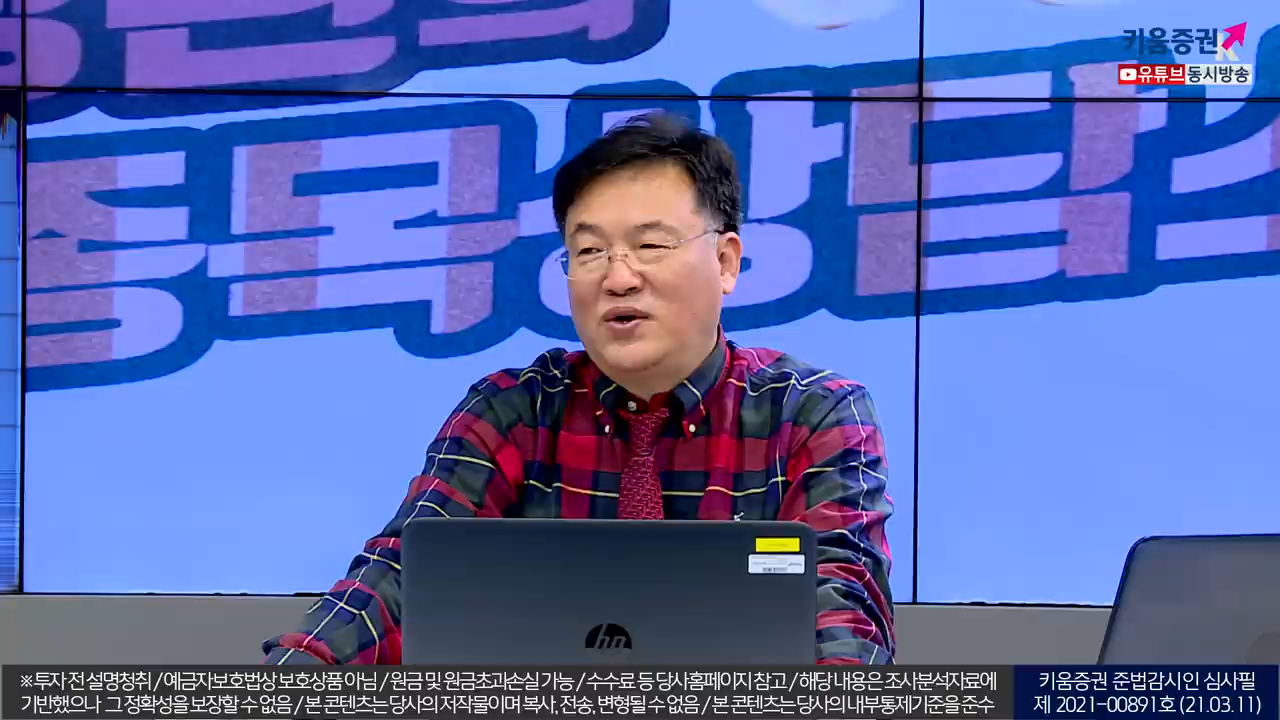 키움증권
유튜브 동시방송
종목상담소
hp
※ 투자 전 설명청취 / 예금자보호법상 보호상품 아님 / 원금 및 원금초과손실 가능 / 수수료 등 당사홈페이지 참고 / 해당 내용은 조사분석자료에
기반했으나 그 정확성을 보장할 수 없음 / 본 콘텐츠는 당사의 저작물이며 복사, 전송, 변형될 수 없음 / 본 콘텐츠는 당사의 내부통제기준을 준수
키움증권 준법감시인 심사필
제 2021-00891호 (21.03.11)